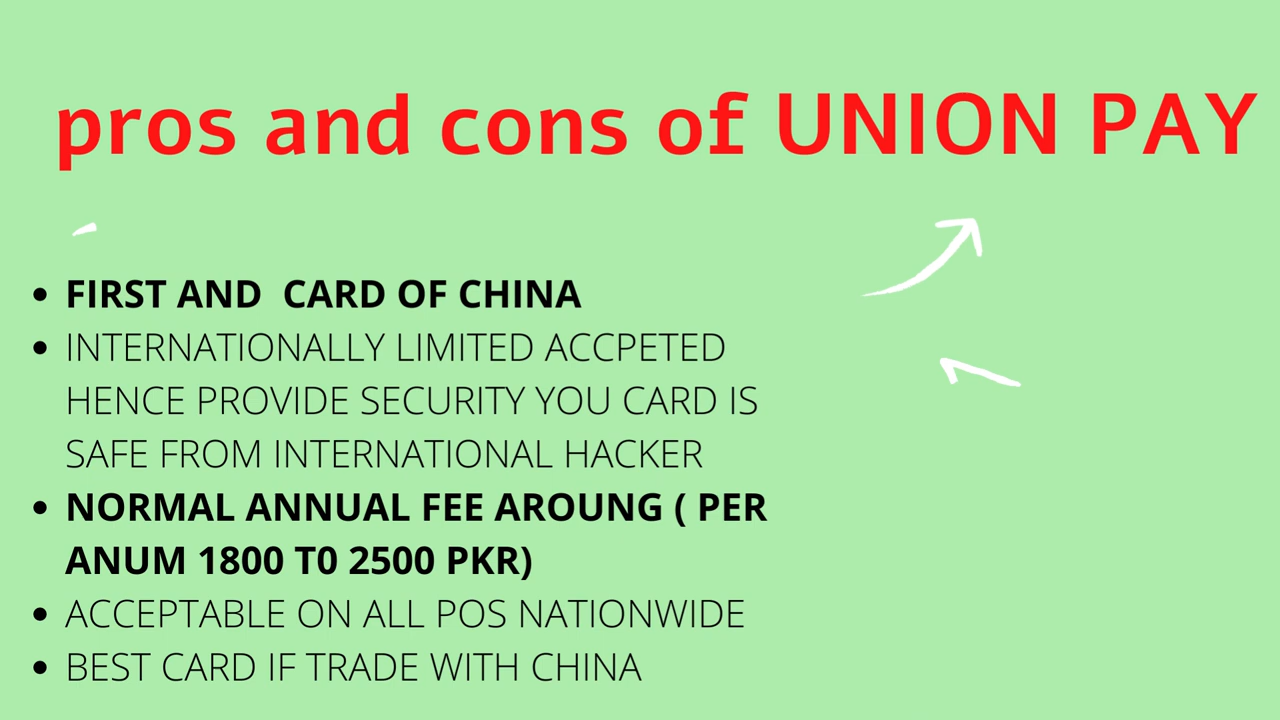 pros and cons of UNION PAY
• FIRST AND  CARD OF CHINA
• INTERNATIONALLY LIMITED ACCPETED
HENCE PROVIDE SECURITY YOU CARD IS
SAFE FROM INTERNATIONAL HACKER
• NORMAL ANNUAL FEE AROUNG ( PER
ANUM 1800 T0 2500 PKR)
• ACCEPTABLE ON ALL POS NATIONWIDE
• BEST CARD IF TRADE WITH CHINA